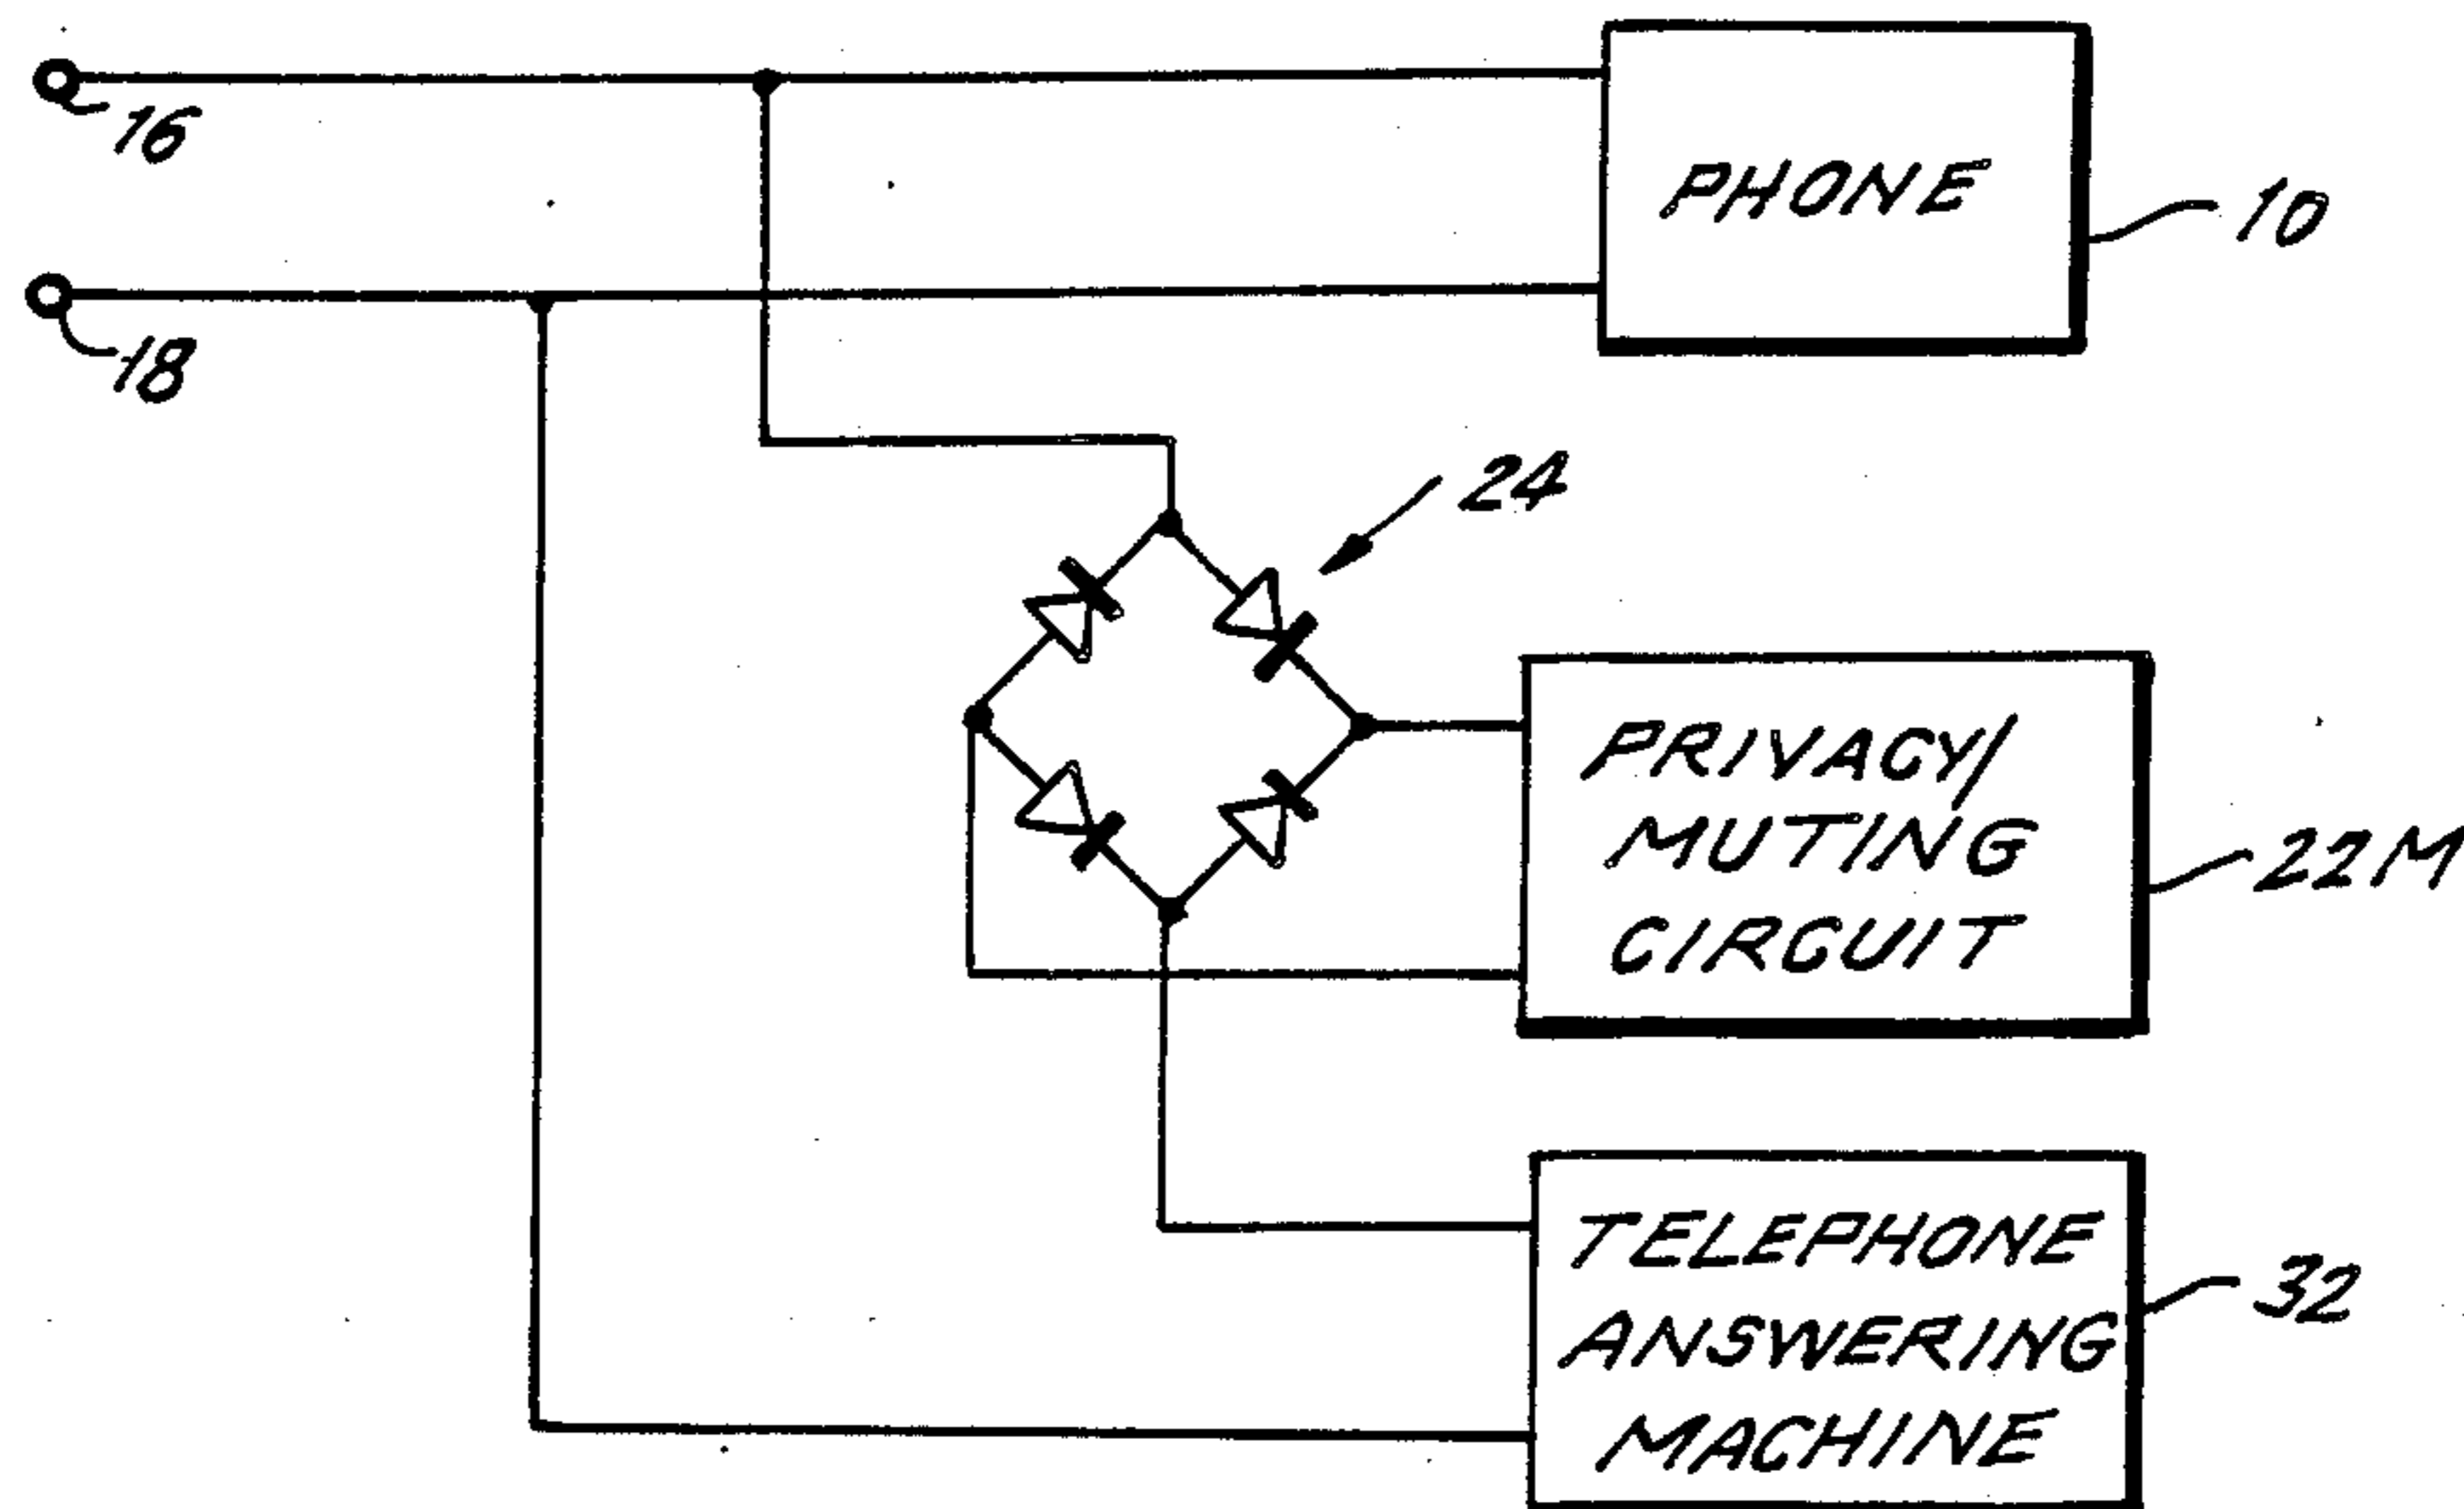 16
PHONE
10
18
24
PRIVACY/
MUTING
CIRCUIT
22M
TELEPHONE
ANSWERING
MACHINE
32